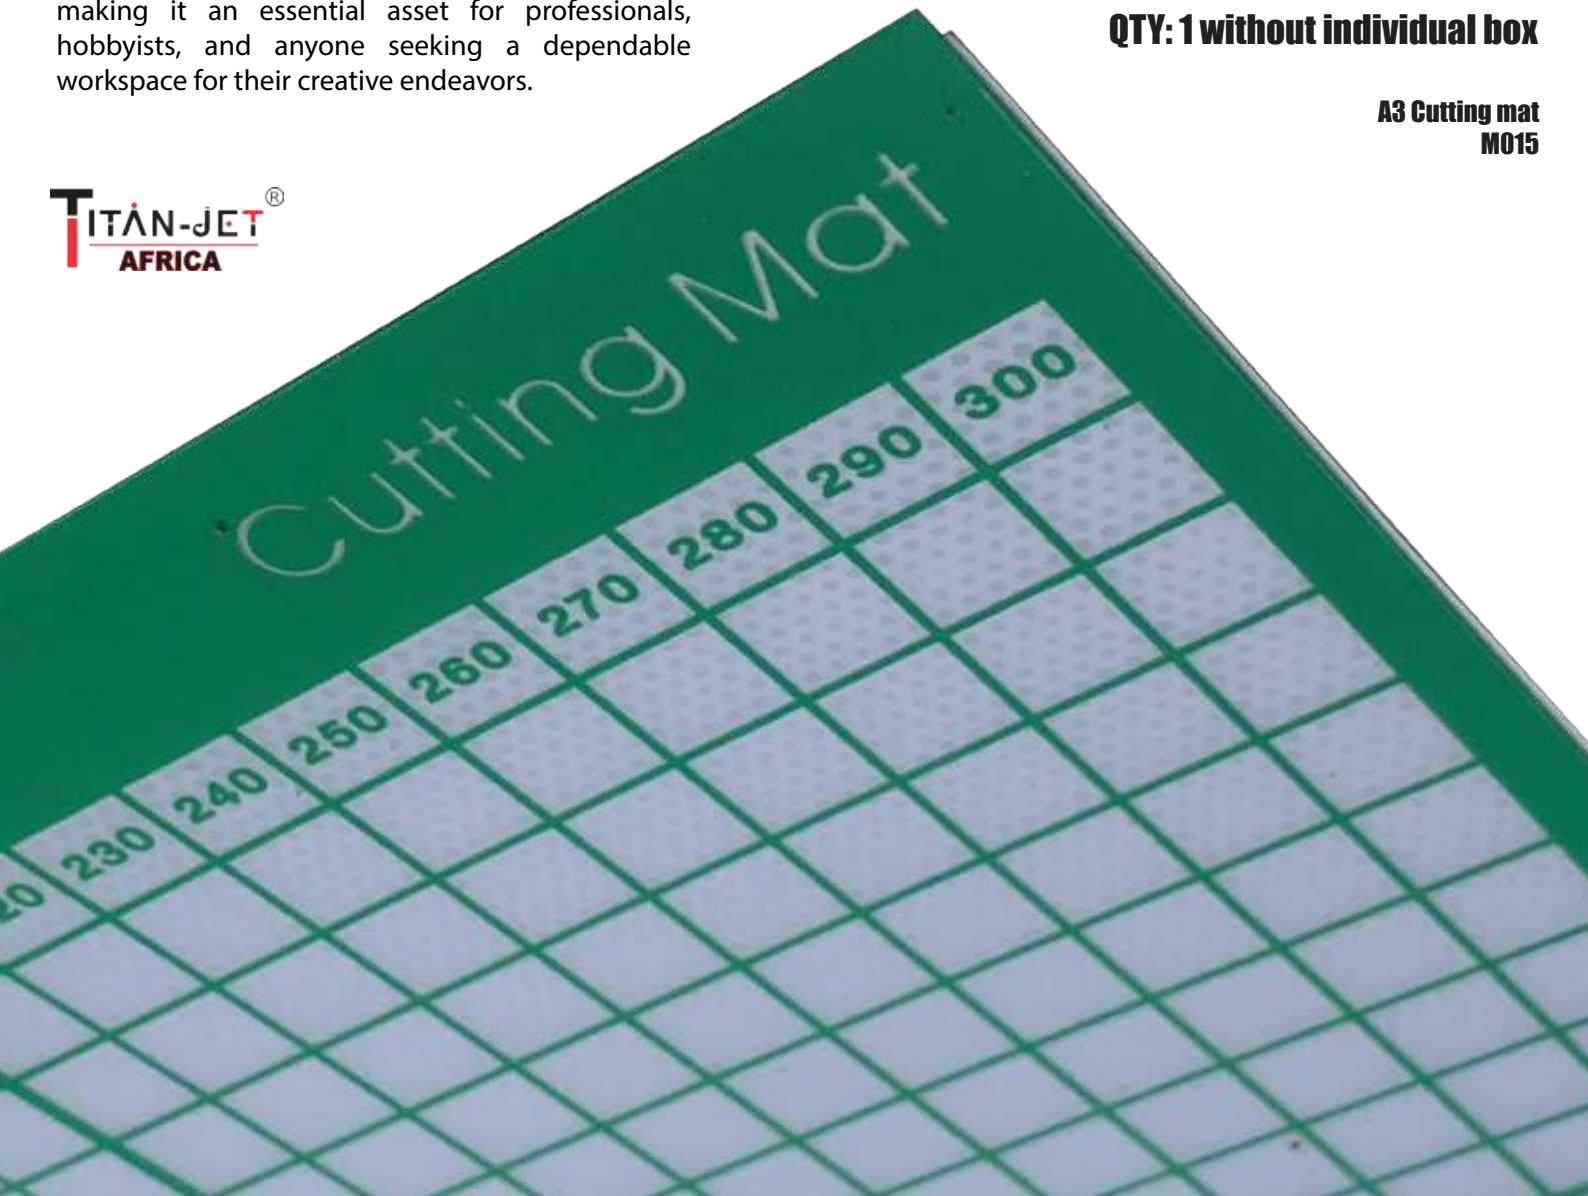 making it an essential asset for professionals,
hobbyists, and anyone seeking a dependable
workspace for their creative endeavors.
QTY: 1 without individual box
A3 Cutting mat
M015
TITAN-JET®
AFRICA
Cutting Mat
300
290
280
270
260
250
240
230
20